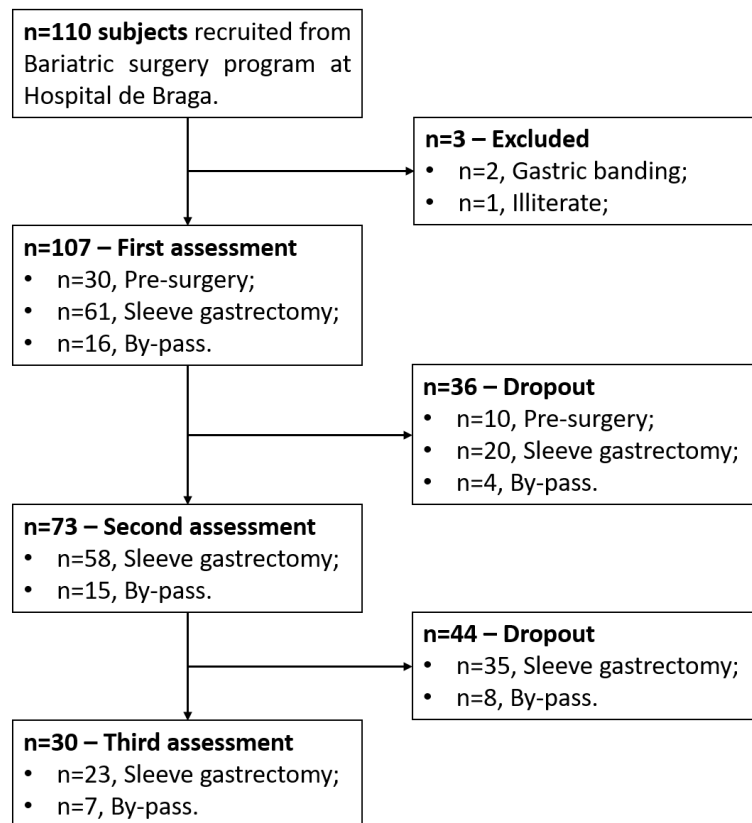 n=110 subjects recruited from
Bariatric surgery program at
Hospital de Braga.
n=3 – Excluded
• n=2, Gastric banding;
• n=1, Illiterate;
n=107 – First assessment
• n=30, Pre-surgery;
• n=61, Sleeve gastrectomy;
• n=16, By-pass.
n=36 – Dropout
• n=10, Pre-surgery;
• n=20, Sleeve gastrectomy;
• n=4, By-pass.
n=73 – Second assessment
• n=58, Sleeve gastrectomy;
• n=15, By-pass.
n=44 – Dropout
• n=35, Sleeve gastrectomy;
• n=8, By-pass.
n=30 – Third assessment
• n=23, Sleeve gastrectomy;
• n=7, By-pass.